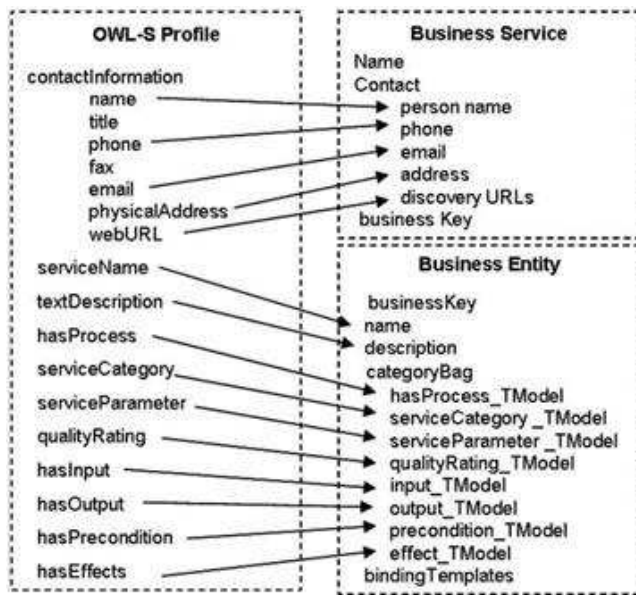 OWL-S Profile
contactInformation
name
title
phone
fax
email
physicalAddress
webURL
serviceName
textDescription
hasProcess
serviceCategory
serviceParameter
qualityRating
hasInput
hasOutput
hasPrecondition
hasEffects
Business Service
Name
Contact
person name
phone
email
address
discovery URLs
business Key
Business Entity
businessKey
name
description
categoryBag
hasProcess_TModel
serviceCategory _TModel
serviceParameter _TModel
qualityRating_TModel
input_TModel
output_TModel
precondition_TModel
effect_TModel
bindingTemplates